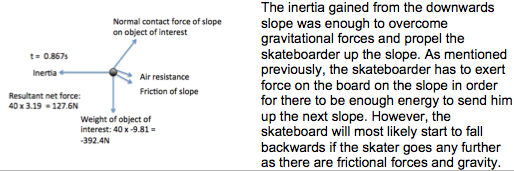 Normal contact force of slope
on object of interest
t= 0.867s
Inertia
Air resistance
Friction of slope
Resultant net force:
40 x 3.19 = 127.6N
Weight of object of
interest: 40 x -9.81 =
-392.4N
The inertia gained from the downwards
slope was enough to overcome
gravitational forces and propel the
skateboarder up the slope. As mentioned
previously, the skateboarder has to exert
force on the board on the slope in order
for there to be enough energy to send him
up the next slope. However, the
skateboard will most likely start to fall
backwards if the skater goes any further
as there are frictional forces and gravity.